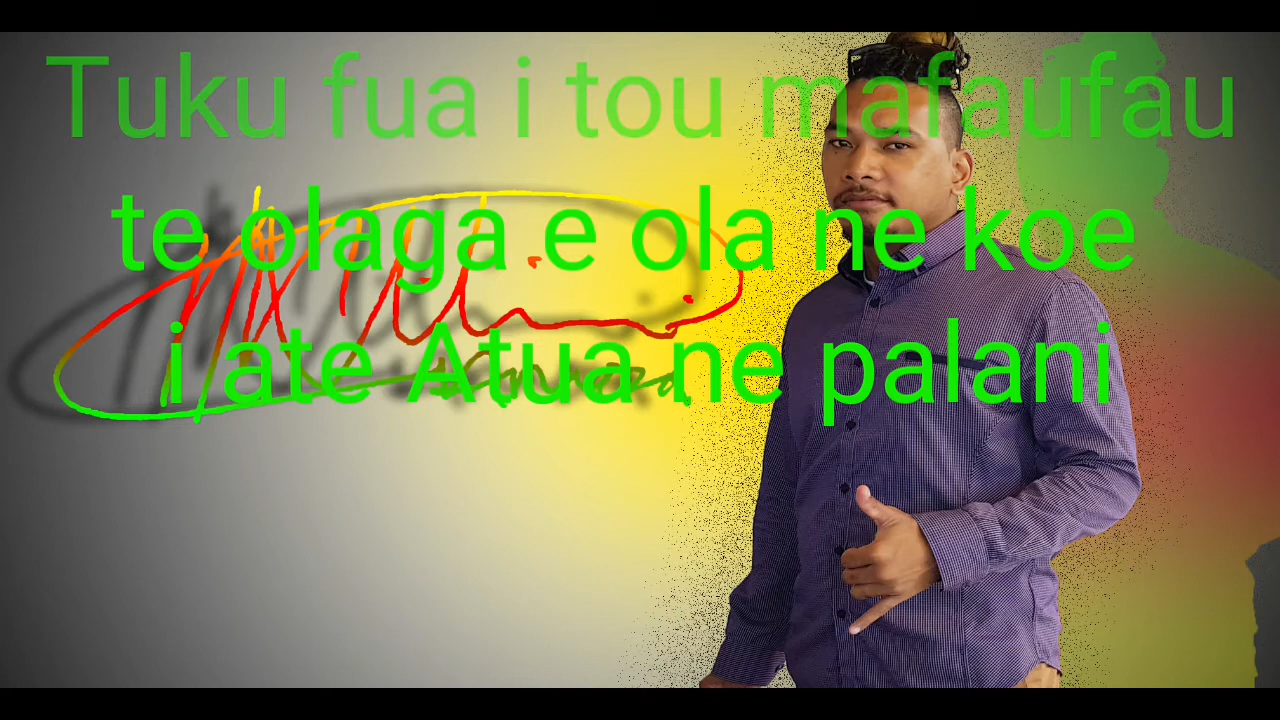 Tuku fua i tou mafaufau
te olaga e ola ne koe
i ate Atua ne palani